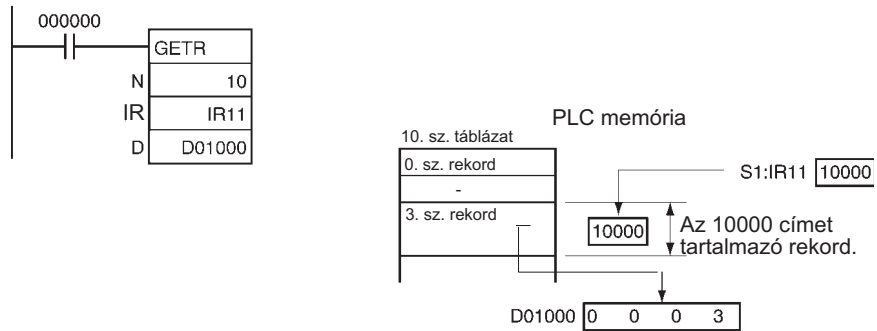 000000
GETR
N 10
IR IR11
D D01000
PLC memória
10. sz. táblázat
0. sz. rekord
-
3. sz. rekord
S1:IR11 10000
10000
Az 10000 címet
tartalmazó rekord.
D01000 0 0 0 3